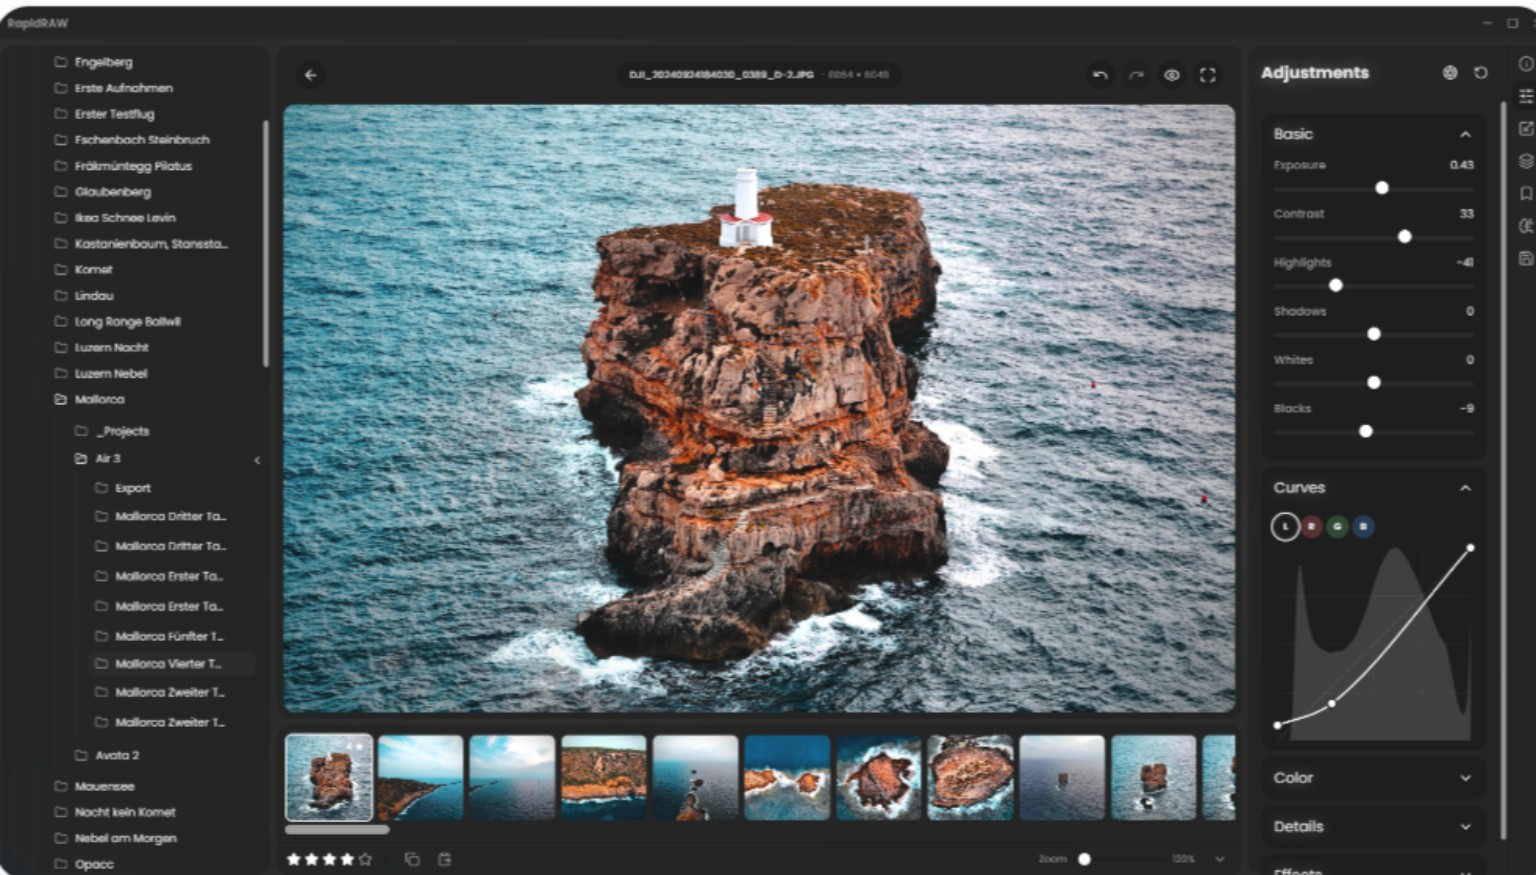 RapidRAW
Engelberg
Erste Aufnahmen
Erster Testflug
Eschenbach Steinbruch
Fräkmüntegg Pilatus
Glaubenberg
Ikea Schnee Levin
Kastanienbaum, Stanssta...
Komet
Lindau
Long Range Ballwil
Luzern Nacht
Luzern Nebel
Mallorca
_Projects
Air 3
Export
Mallorca Dritter Ta...
Mallorca Dritter Ta...
Mallorca Erster Ta...
Mallorca Erster Ta...
Mallorca Fünfter T...
Mallorca Vierter T...
Mallorca Zweiter T...
Mallorca Zweiter T...
Avata 2
Mauensee
Nacht kein Komet
Nebel am Morgen
Opacc
DJI_20240924184030_0389_D-2.JPG - 8064 × 6048
Zoom 120%
Adjustments
Basic
Exposure 0.43
Contrast 33
Highlights -41
Shadows 0
Whites 0
Blacks -9
Curves
L R G B
Color
Details
Effects